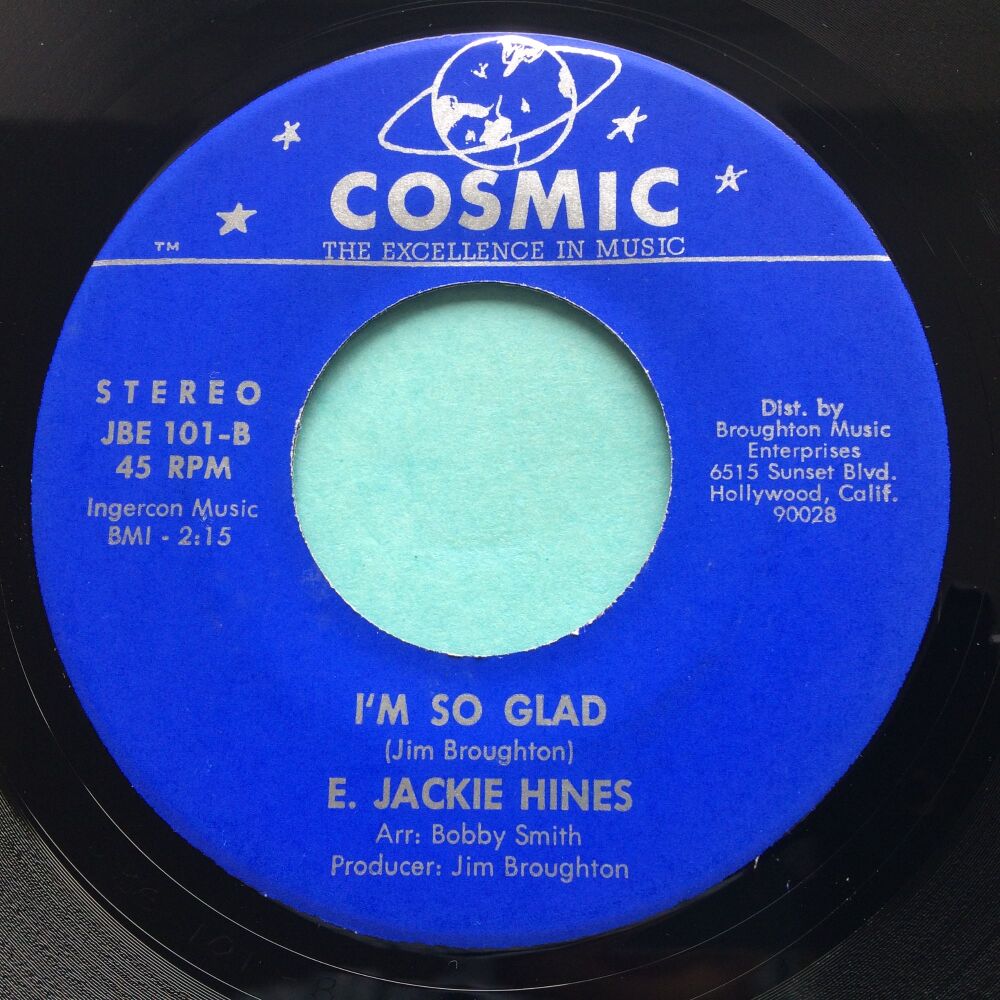 COSMIC
THE EXCELLENCE IN MUSIC
TM
STEREO
JBE 101-B
45 RPM
Ingercon Music
BMI - 2:15
Dist. by
Broughton Music
Enterprises
6515 Sunset Blvd.
Hollywood, Calif.
90028
I'M SO GLAD
(Jim Broughton)
E. JACKIE HINES
Arr: Bobby Smith
Producer: Jim Broughton